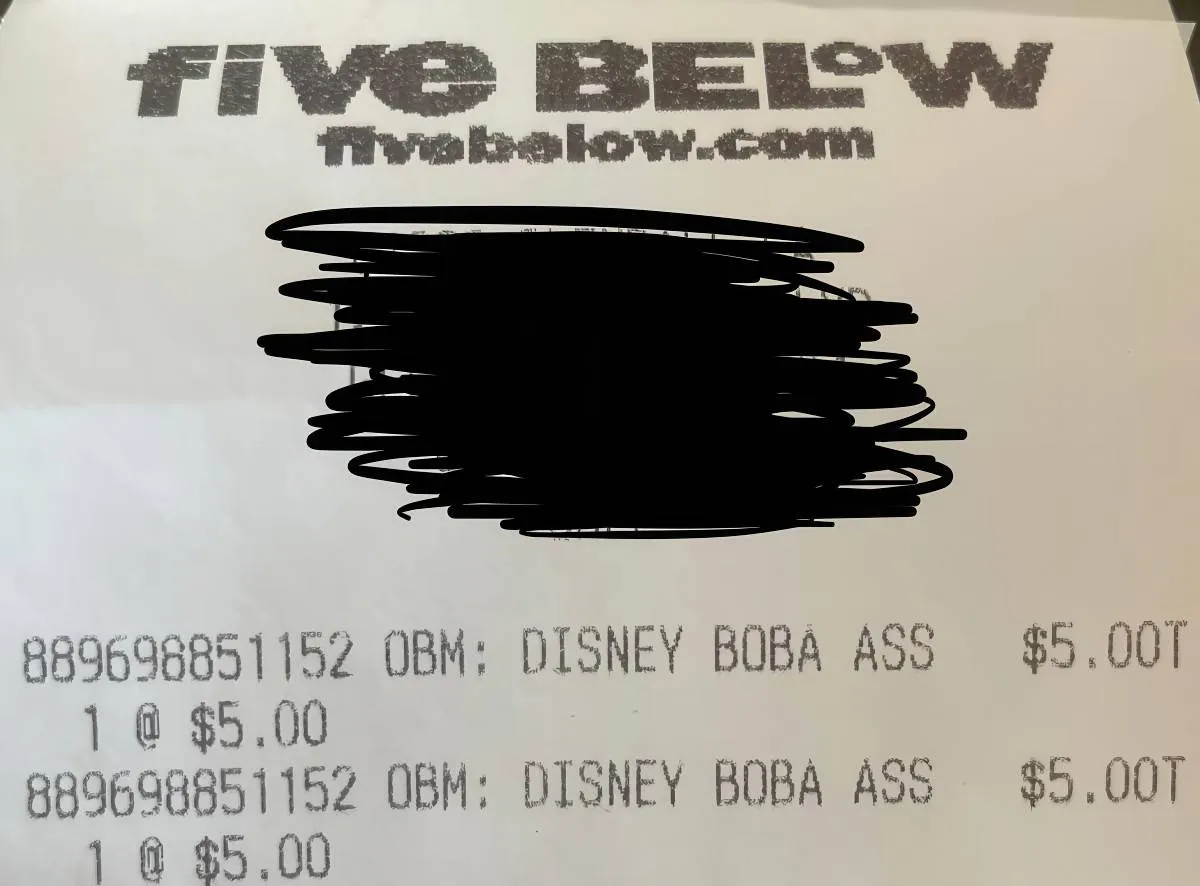 five BELOW
fivebelow.com
889698851152 OBM: DISNEY BOBA ASS $5.00T
1 @ $5.00
889698851152 OBM: DISNEY BOBA ASS $5.00T
1 @ $5.00